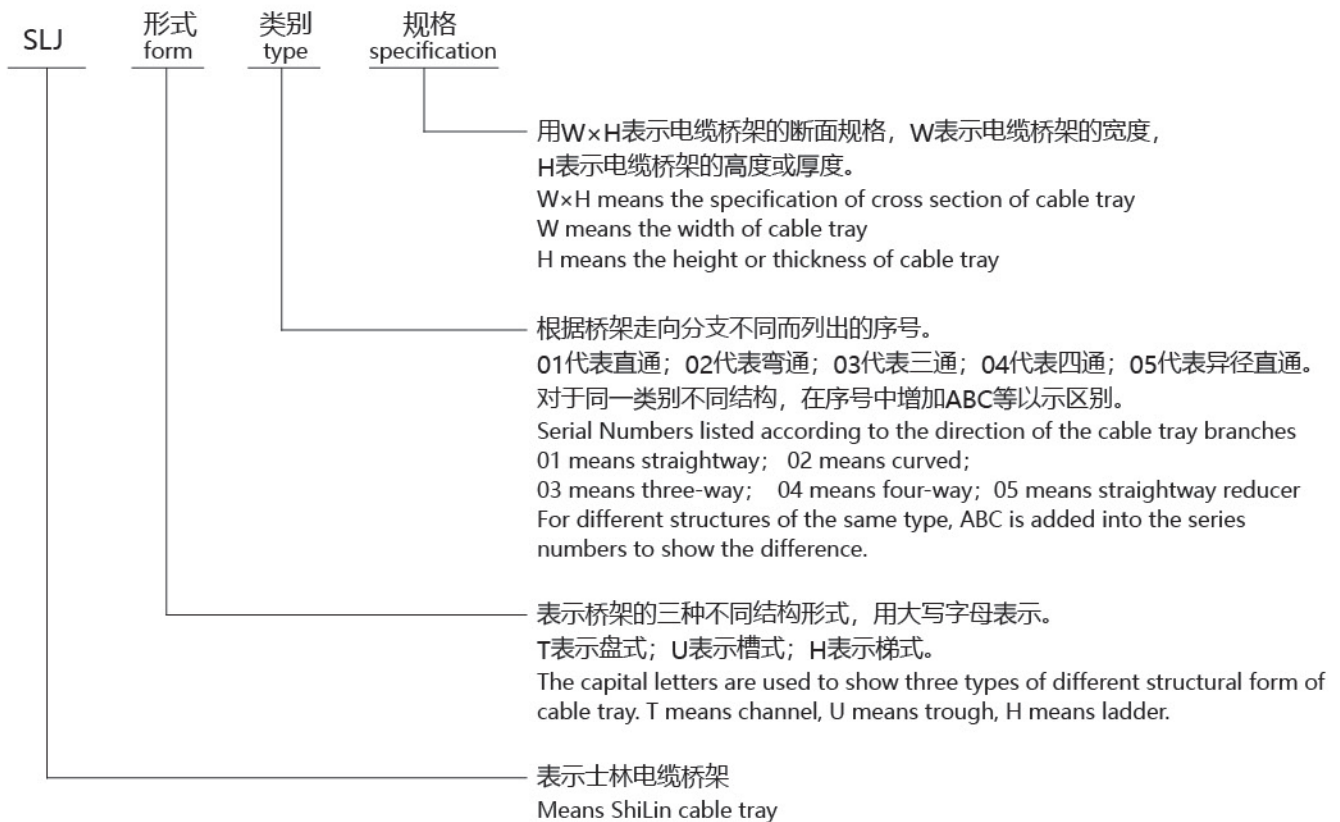 SLJ
形式
form
类别
type
规格
specification
用W×H表示电缆桥架的断面规格，W表示电缆桥架的宽度，
H表示电缆桥架的高度或厚度。
W×H means the specification of cross section of cable tray
W means the width of cable tray
H means the height or thickness of cable tray
根据桥架走向分支不同而列出的序号。
01代表直通；02代表弯通；03代表三通；04代表四通；05代表异径直通。
对于同一类别不同结构，在序号中增加ABC等以示区别。
Serial Numbers listed according to the direction of the cable tray branches
01 means straightway； 02 means curved；
03 means three-way； 04 means four-way；05 means straightway reducer
For different structures of the same type, ABC is added into the series
numbers to show the difference.
表示桥架的三种不同结构形式，用大写字母表示。
T表示盘式；U表示槽式；H表示梯式。
The capital letters are used to show three types of different structural form of
cable tray. T means channel, U means trough, H means ladder.
表示士林电缆桥架
Means ShiLin cable tray